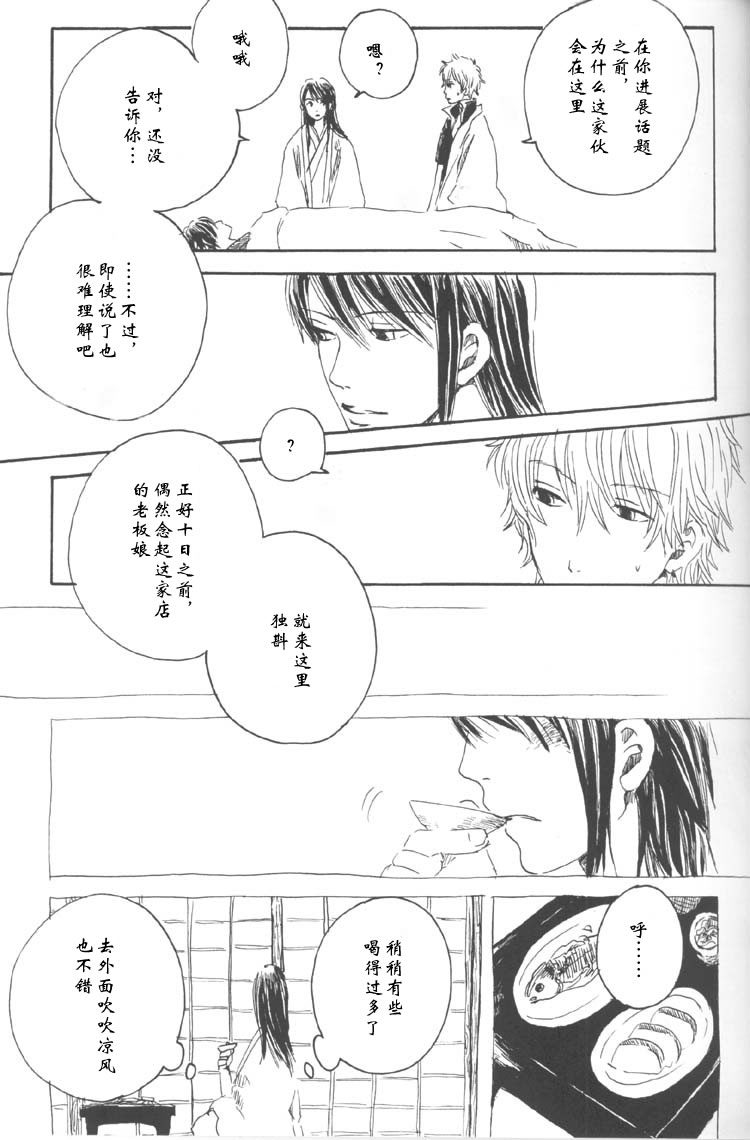 在你进展话题
之前，
为什么这家伙
会在这里
嗯？
哦
哦
对，还没
告诉你…
……不过，
即使说了也
很难理解吧
？
正好十日之前，
偶然念起这家店
的老板娘
就来这里
独斟
呼……
稍稍有些
喝得过多了
去外面吹吹凉风
也不错